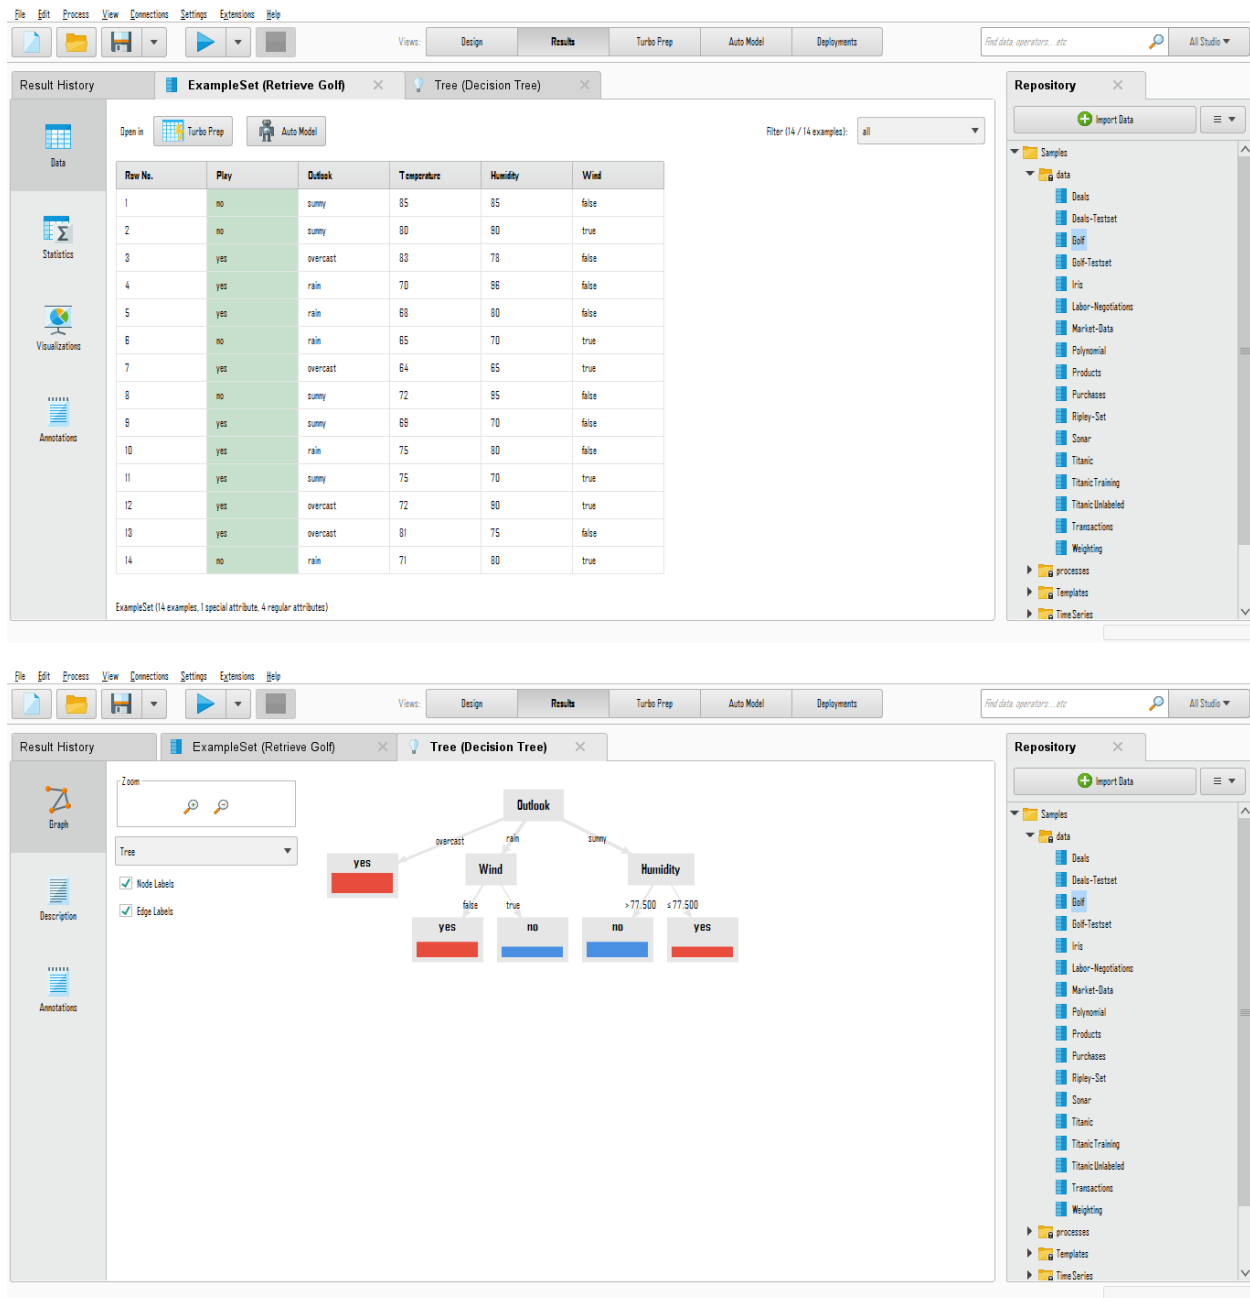 File Edit Process View Connections Settings Extensions Help
Views: Design Results Turbo Prep Auto Model Deployments Find data, operators...etc All Studio
Result History ExampleSet (Retrieve Golf) Tree (Decision Tree) Repository
Open in Turbo Prep Auto Model Filter (14 / 14 examples): all Import Data
Data
Statistics
Visualizations
Annotations
Row No. Play Outlook Temperature Humidity Wind
1 no sunny 85 85 false
2 no sunny 80 90 true
3 yes overcast 83 78 false
4 yes rain 70 96 false
5 yes rain 68 80 false
6 no rain 65 70 true
7 yes overcast 64 65 true
8 no sunny 72 95 false
9 yes sunny 69 70 false
10 yes rain 75 80 false
11 yes sunny 75 70 true
12 yes overcast 72 90 true
13 yes overcast 81 75 false
14 no rain 71 80 true
ExampleSet (14 examples, 1 special attribute, 4 regular attributes)
Samples
data
Deals
Deals-Testset
Golf
Golf-Testset
Iris
Labor-Negotiations
Market-Data
Polynomial
Products
Purchases
Ripley-Set
Sonar
Titanic
Titanic Training
Titanic Unlabeled
Transactions
Weighting
processes
Templates
Time Series
File Edit Process View Connections Settings Extensions Help
Views: Design Results Turbo Prep Auto Model Deployments Find data, operators...etc All Studio
Result History ExampleSet (Retrieve Golf) Tree (Decision Tree) Repository
Import Data
Graph
Description
Annotations
Zoom
Tree
Node Labels
Edge Labels
Outlook
overcast rain sunny
yes Wind Humidity
false true > 77.500 ≤ 77.500
yes no no yes
Samples
data
Deals
Deals-Testset
Golf
Golf-Testset
Iris
Labor-Negotiations
Market-Data
Polynomial
Products
Purchases
Ripley-Set
Sonar
Titanic
Titanic Training
Titanic Unlabeled
Transactions
Weighting
processes
Templates
Time Series